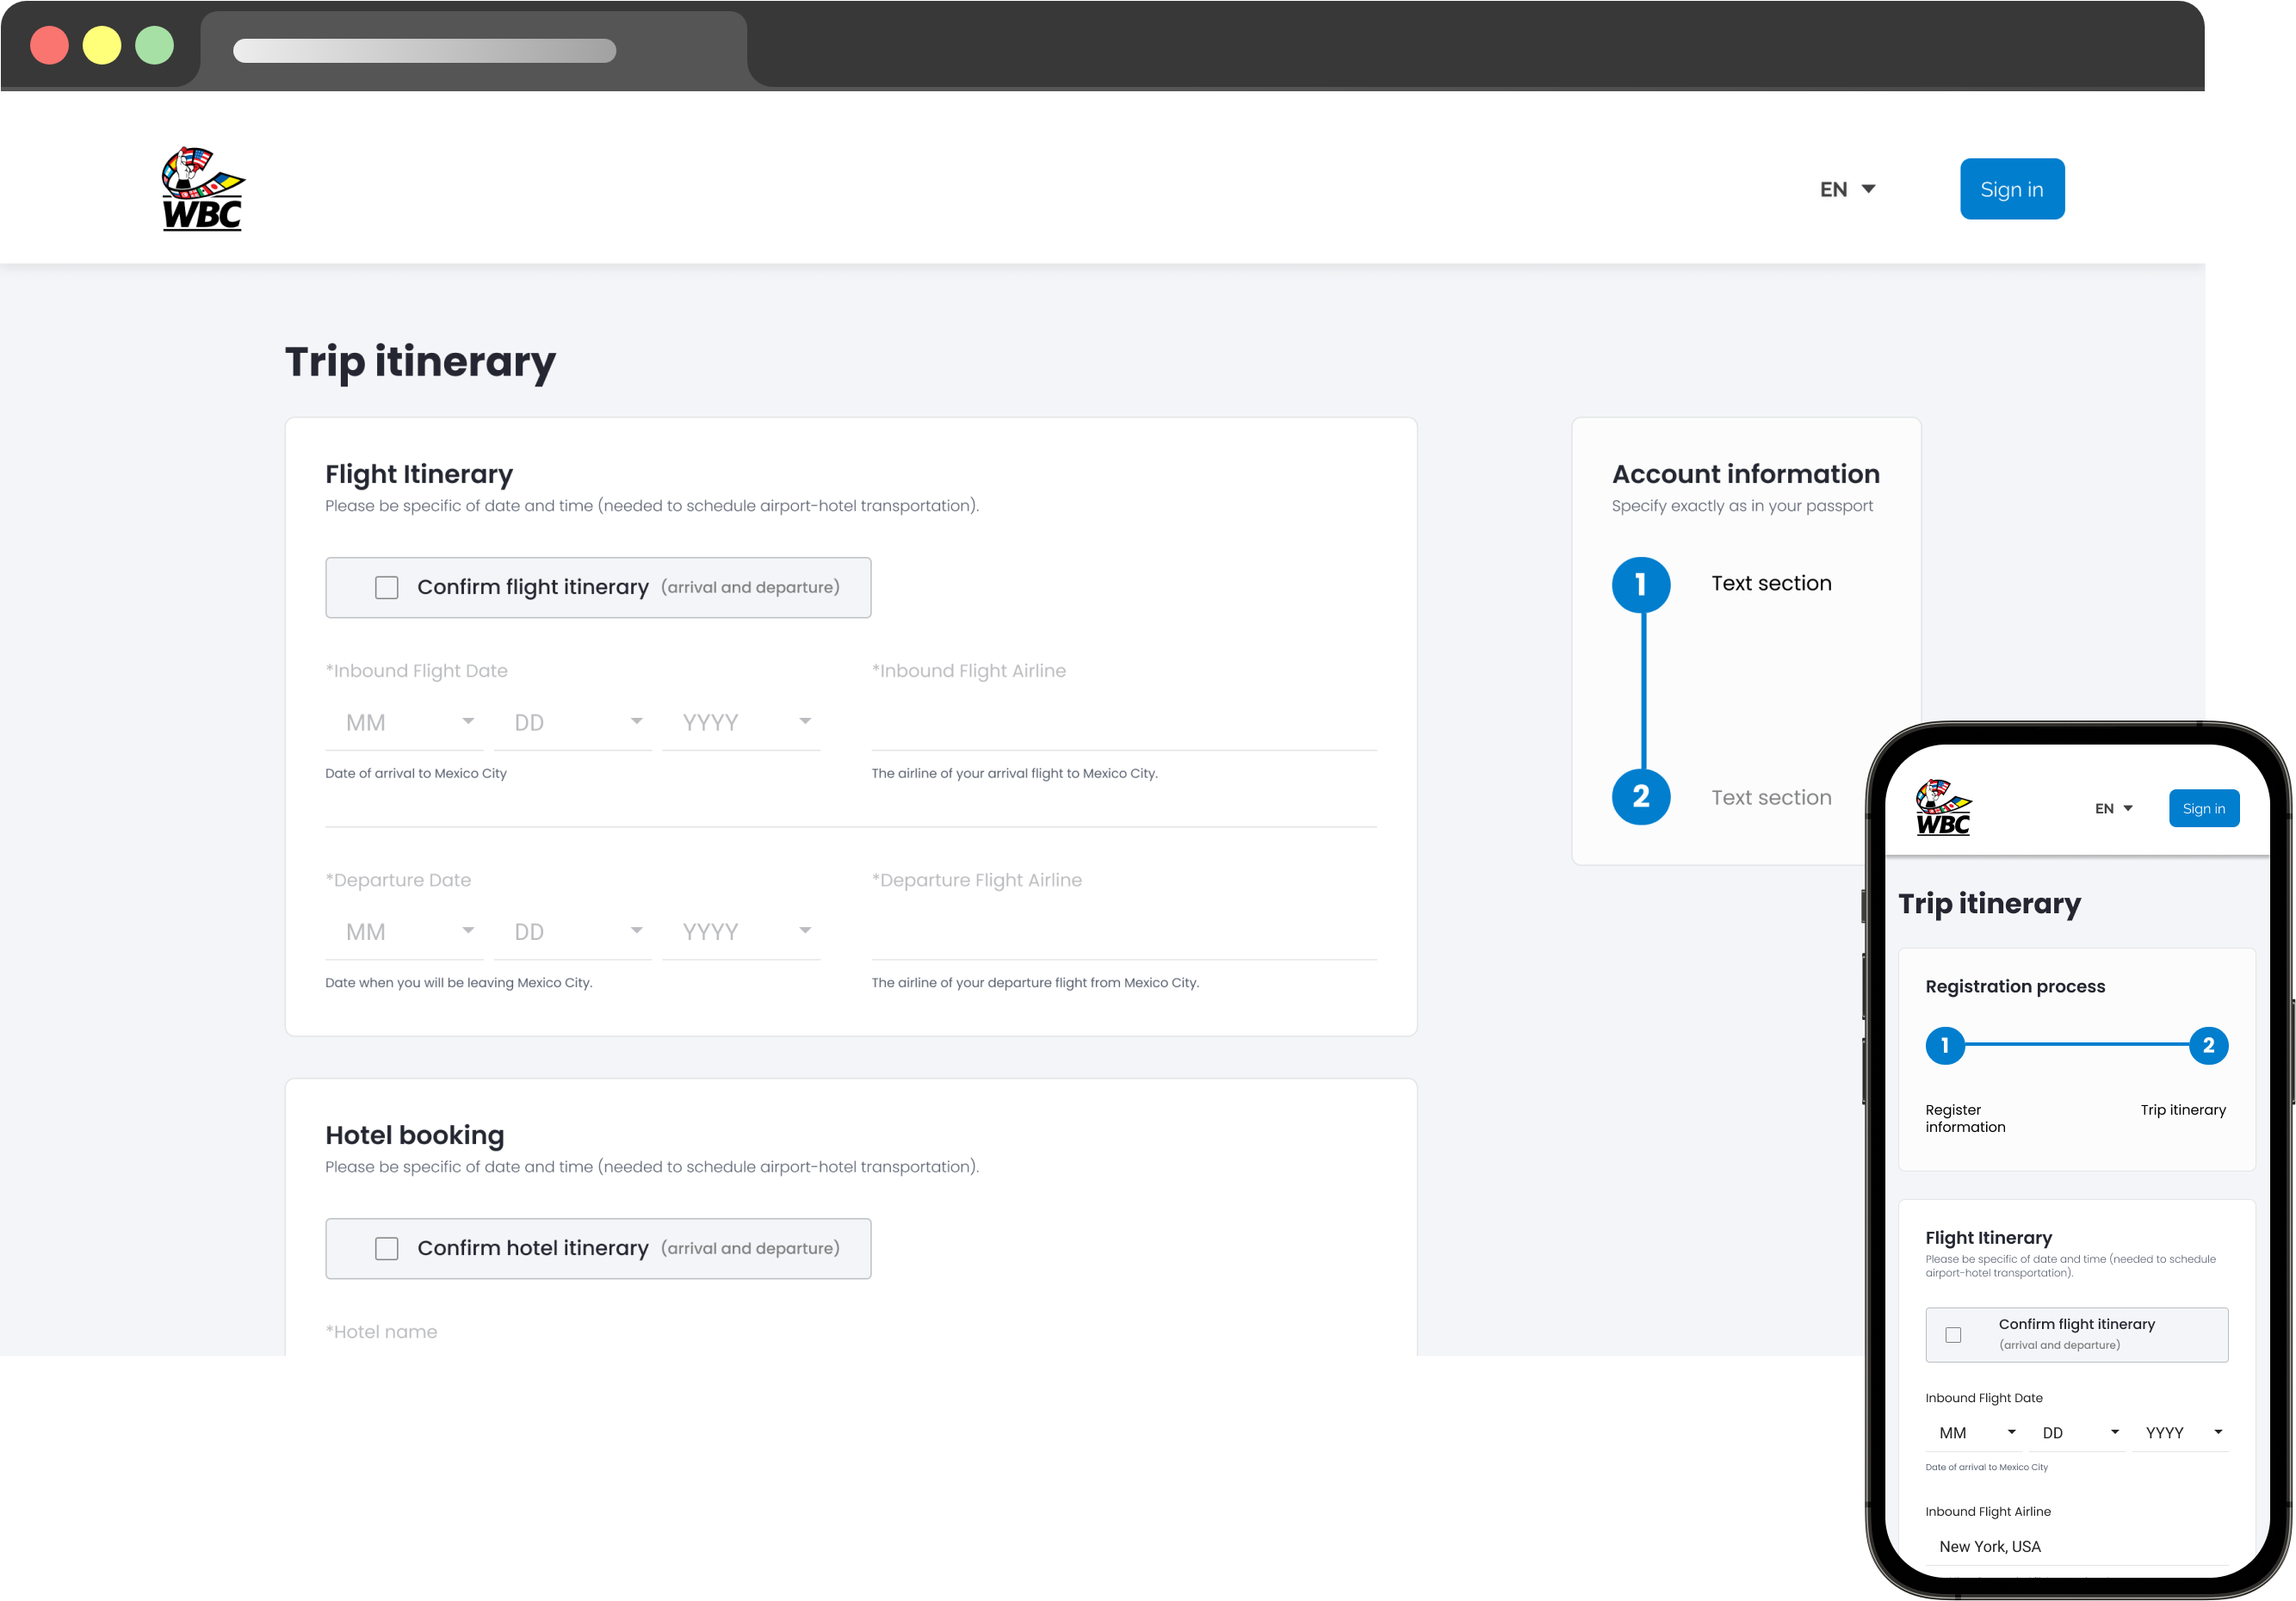 WBC
EN
Sign in
Trip itinerary
Flight Itinerary
Please be specific of date and time (needed to schedule airport-hotel transportation).
Confirm flight itinerary (arrival and departure)
*Inbound Flight Date
*Inbound Flight Airline
MM DD YYYY
Date of arrival to Mexico City
The airline of your arrival flight to Mexico City.
*Departure Date
*Departure Flight Airline
MM DD YYYY
Date when you will be leaving Mexico City.
The airline of your departure flight from Mexico City.
Hotel booking
Please be specific of date and time (needed to schedule airport-hotel transportation).
Confirm hotel itinerary (arrival and departure)
*Hotel name
Account information
Specify exactly as in your passport
1 Text section
2 Text section
WBC
EN
Sign in
Trip itinerary
Registration process
1 2
Register
information
Trip itinerary
Flight Itinerary
Please be specific of date and time (needed to schedule
airport-hotel transportation).
Confirm flight itinerary
(arrival and departure)
Inbound Flight Date
MM DD YYYY
Date of arrival to Mexico City
Inbound Flight Airline
New York, USA